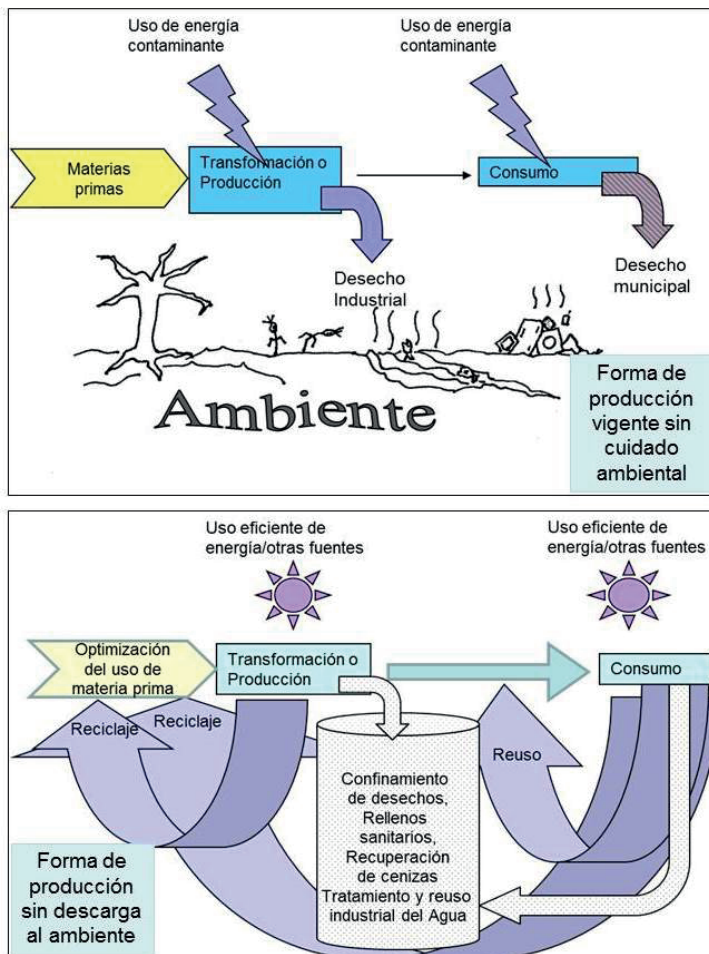 Uso de energía
contaminante
Uso de energía
contaminante
Materias
primas
Transformación o
Producción
Consumo
Desecho
Industrial
Desecho
municipal
Ambiente
Forma de
producción
vigente sin
cuidado
ambiental
Uso eficiente de
energía/otras fuentes
Uso eficiente de
energía/otras fuentes
Optimización
del uso de
materia prima
Transformación o
Producción
Consumo
Reciclaje
Reciclaje
Reuso
Confinamiento
de desechos,
Rellenos
sanitarios,
Recuperación
de cenizas
Tratamiento y reuso
industrial del Agua
Forma de
producción
sin descarga
al ambiente